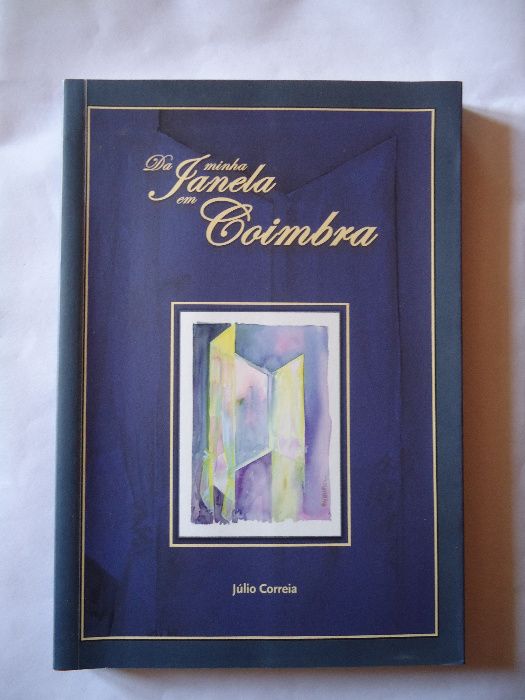 Da minha
Janela
em
Coimbra
Júlio Correia